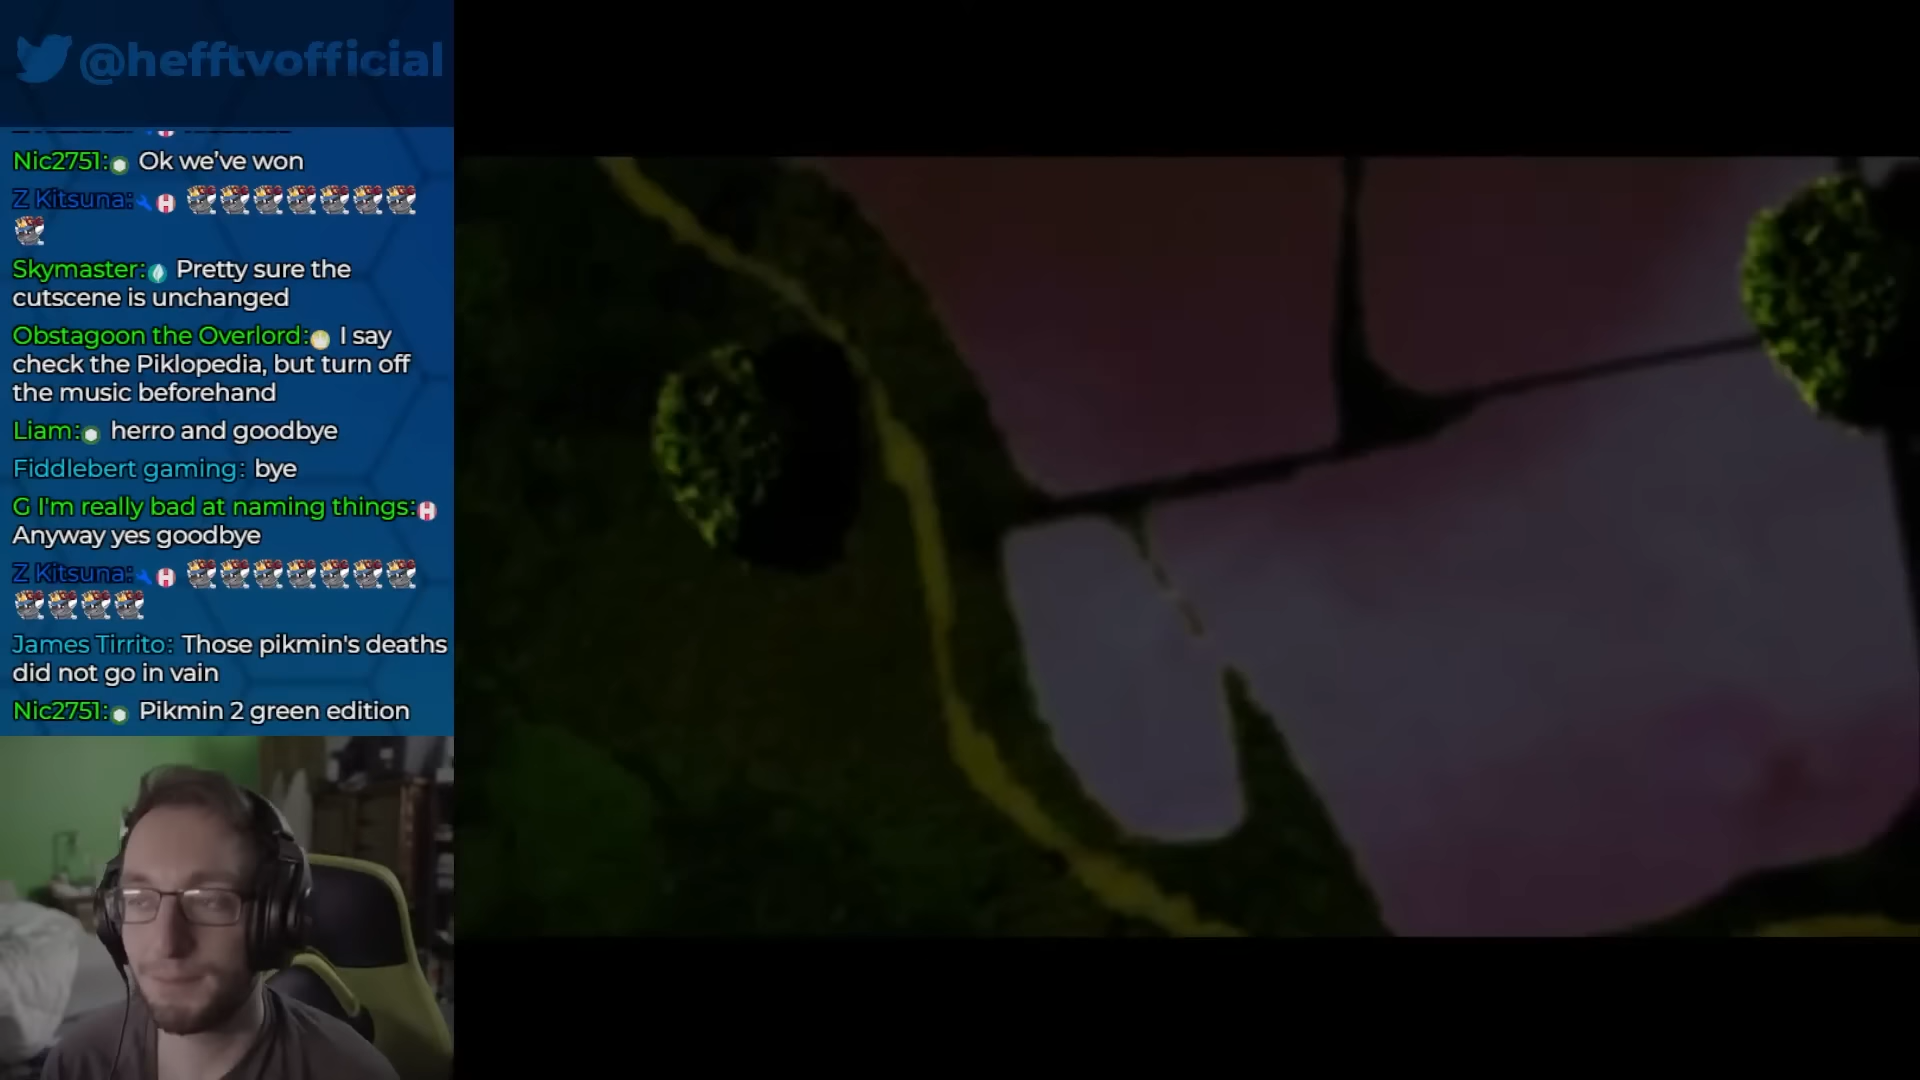 @hefftvofficial
Nic2751: Ok we’ve won
Z Kitsuna:
Skymaster: Pretty sure the
cutscene is unchanged
Obstagoon the Overlord: I say
check the Piklopedia, but turn off
the music beforehand
Liam: herro and goodbye
Fiddlebert gaming: bye
G I'm really bad at naming things:
Anyway yes goodbye
Z Kitsuna:
James Tirrito: Those pikmin's deaths
did not go in vain
Nic2751: Pikmin 2 green edition